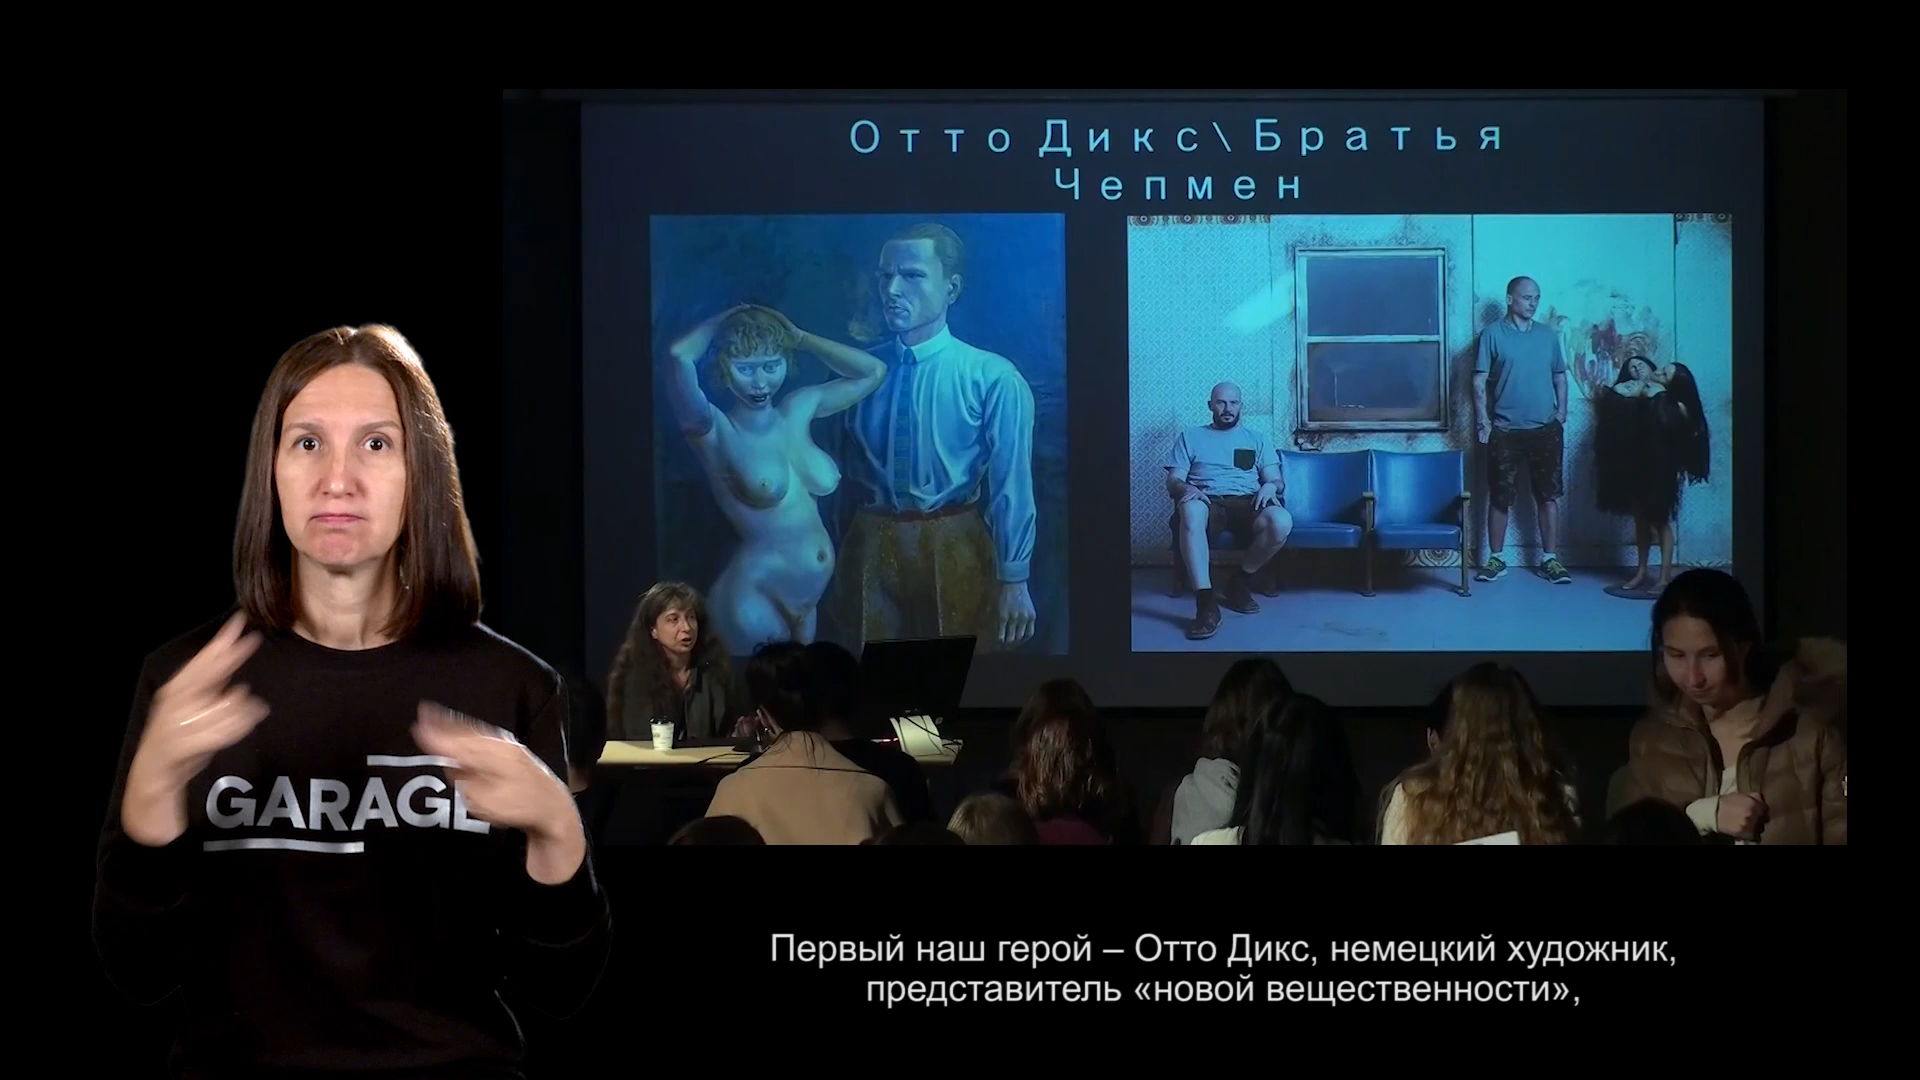 Отто Дикс\Братья
Чепмен
GARAGE
Первый наш герой – Отто Дикс, немецкий художник,
представитель «новой вещественности»,